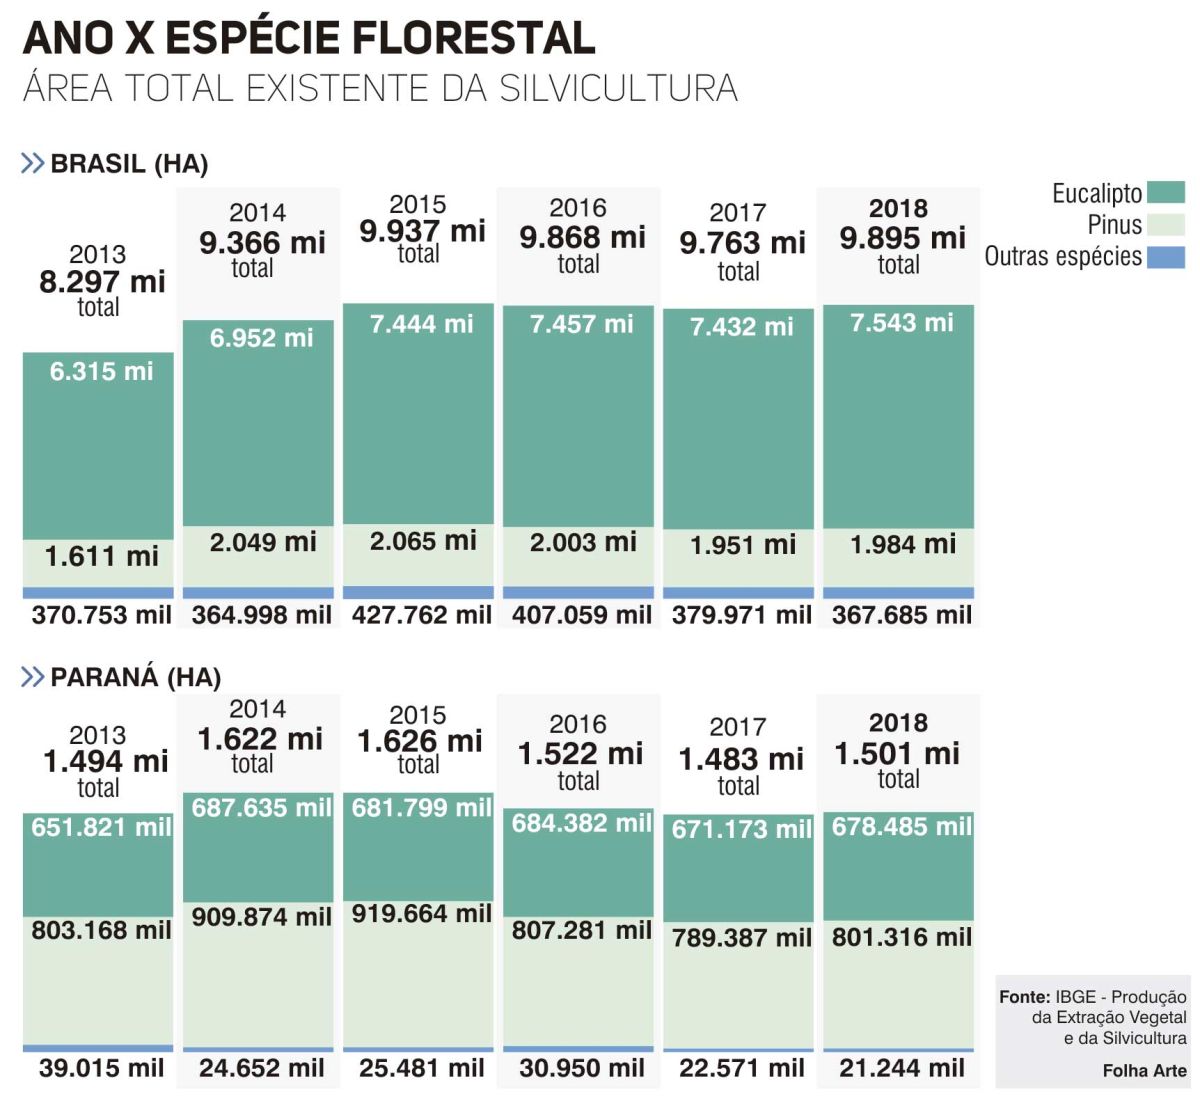 ANO X ESPÉCIE FLORESTAL
ÁREA TOTAL EXISTENTE DA SILVICULTURA
BRASIL (HA)
Eucalipto
Pinus
Outras espécies
2013
8.297 mi
total
2014
9.366 mi
total
2015
9.937 mi
total
2016
9.868 mi
total
2017
9.763 mi
total
2018
9.895 mi
total
6.315 mi
6.952 mi
7.444 mi
7.457 mi
7.432 mi
7.543 mi
1.611 mi
2.049 mi
2.065 mi
2.003 mi
1.951 mi
1.984 mi
370.753 mil
364.998 mil
427.762 mil
407.059 mil
379.971 mil
367.685 mil
PARANÁ (HA)
2013
1.494 mi
total
2014
1.622 mi
total
2015
1.626 mi
total
2016
1.522 mi
total
2017
1.483 mi
total
2018
1.501 mi
total
651.821 mil
687.635 mil
681.799 mil
684.382 mil
671.173 mil
678.485 mil
803.168 mil
909.874 mil
919.664 mil
807.281 mil
789.387 mil
801.316 mil
39.015 mil
24.652 mil
25.481 mil
30.950 mil
22.571 mil
21.244 mil
Fonte: IBGE - Produção
da Extração Vegetal
e da Silvicultura
Folha Arte